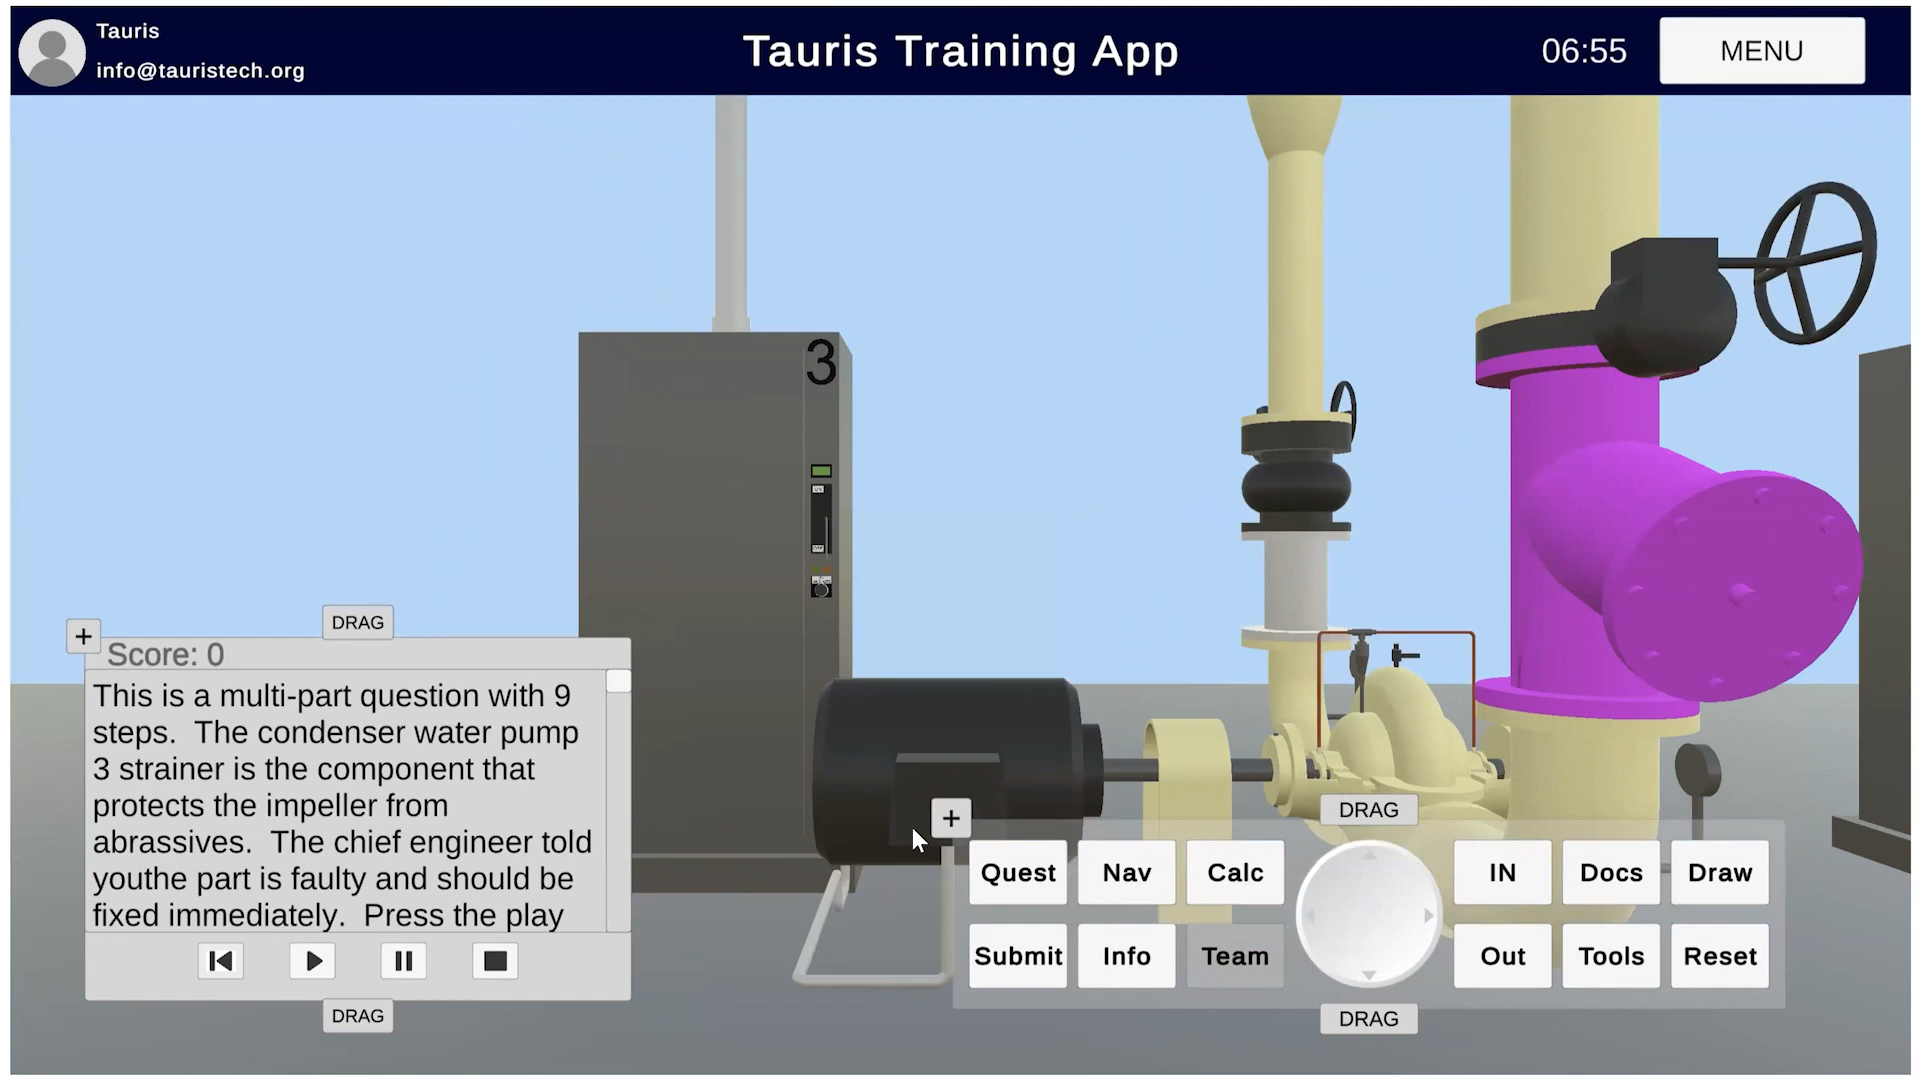 Tauris
info@tauristech.org
Tauris Training App
06:55
MENU
3
DRAG
+
Score: 0
This is a multi-part question with 9
steps.  The condenser water pump
3 strainer is the component that
protects the impeller from
abrassives.  The chief engineer told
youthe part is faulty and should be
fixed immediately.  Press the play
DRAG
+
DRAG
Quest
Nav
Calc
IN
Docs
Draw
Submit
Info
Team
Out
Tools
Reset
DRAG